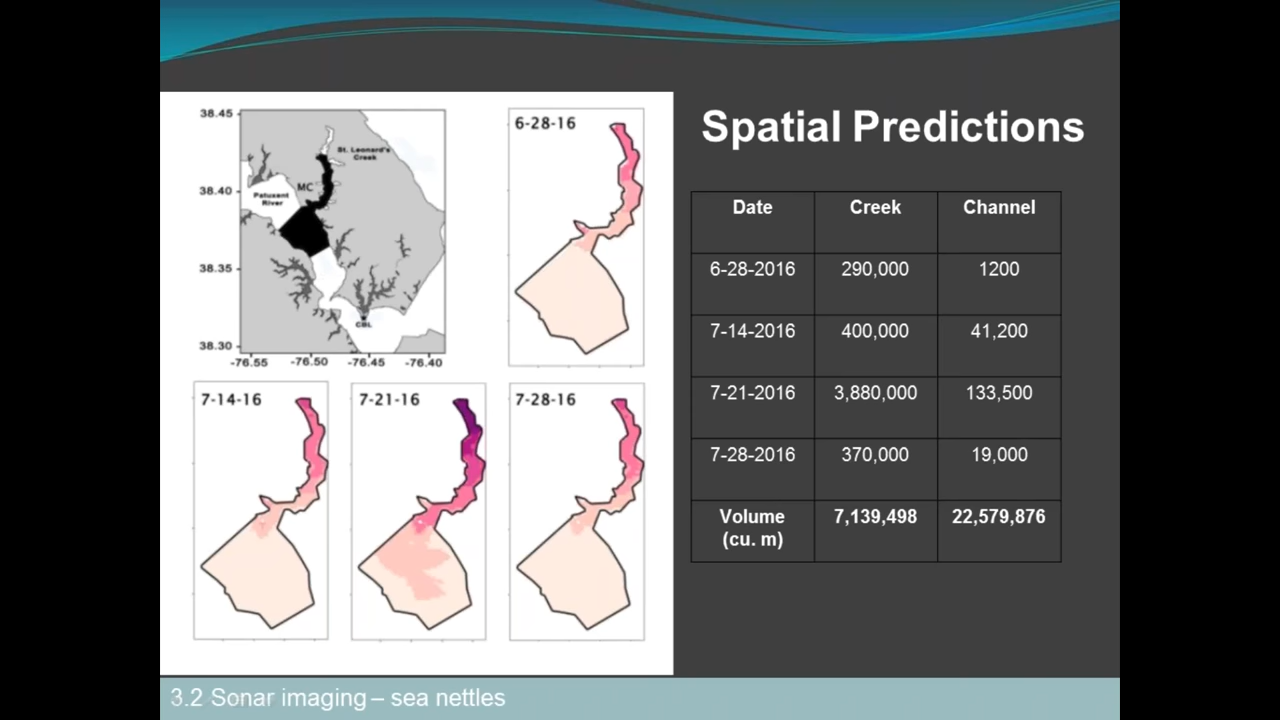 Spatial Predictions
38.45
38.40
38.35
38.30
-76.55
-76.50
-76.45
-76.40
St. Leonard's
Creek
MC
Patuxent
River
CBL
6-28-16
7-14-16
7-21-16
7-28-16
Date Creek Channel
6-28-2016 290,000 1200
7-14-2016 400,000 41,200
7-21-2016 3,880,000 133,500
7-28-2016 370,000 19,000
Volume
(cu. m) 7,139,498 22,579,876
3.2 Sonar imaging – sea nettles